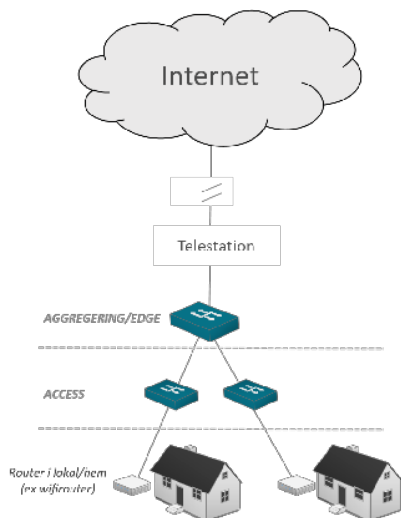 Internet
Telestation
AGGREGERING/EDGE
ACCESS
Router i lokal/hem
(ex wifirouter)